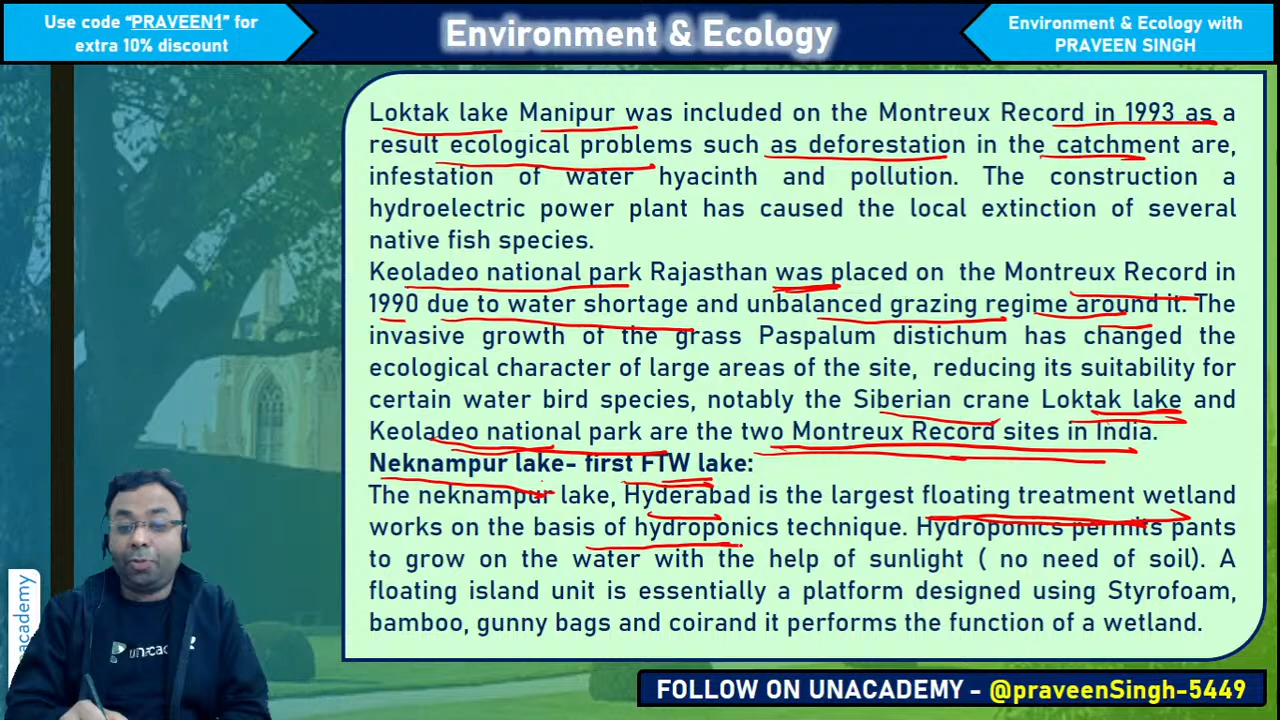 Use code “PRAVEEN1” for
extra 10% discount
Environment & Ecology
Environment & Ecology with
PRAVEEN SINGH
Loktak lake Manipur was included on the Montreux Record in 1993 as a
result ecological problems such as deforestation in the catchment are,
infestation of water hyacinth and pollution. The construction a
hydroelectric power plant has caused the local extinction of several
native fish species.
Keoladeo national park Rajasthan was placed on the Montreux Record in
1990 due to water shortage and unbalanced grazing regime around it. The
invasive growth of the grass Paspalum distichum has changed the
ecological character of large areas of the site, reducing its suitability for
certain water bird species, notably the Siberian crane Loktak lake and
Keoladeo national park are the two Montreux Record sites in India.
Neknampur lake- first FTW lake:
The neknampur lake, Hyderabad is the largest floating treatment wetland
works on the basis of hydroponics technique. Hydroponics permits pants
to grow on the water with the help of sunlight ( no need of soil). A
floating island unit is essentially a platform designed using Styrofoam,
bamboo, gunny bags and coirand it performs the function of a wetland.
FOLLOW ON UNACADEMY - @praveenSingh-5449